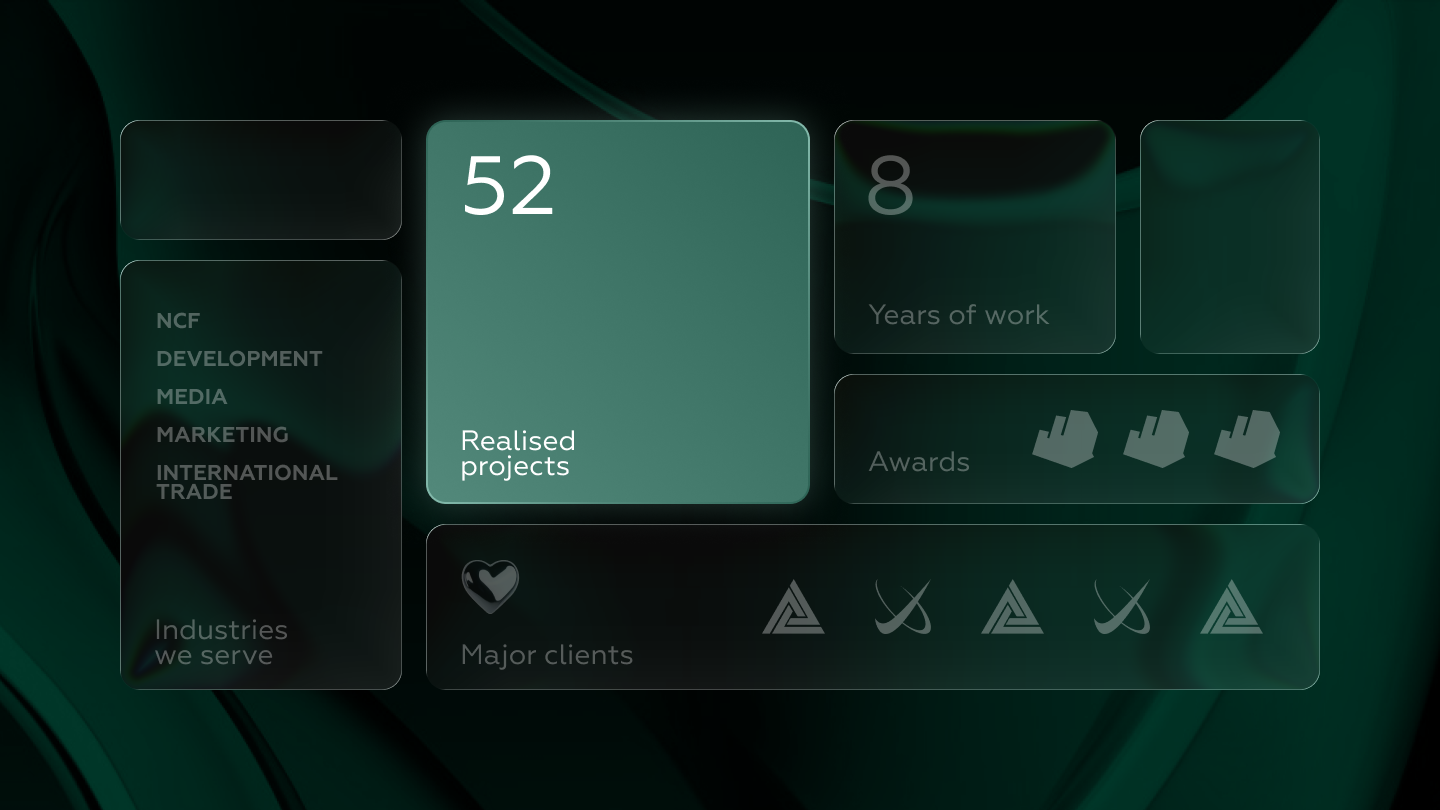 52
Realised
projects
8
Years of work
NCF
DEVELOPMENT
MEDIA
MARKETING
INTERNATIONAL
TRADE
Industries
we serve
Awards
Major clients